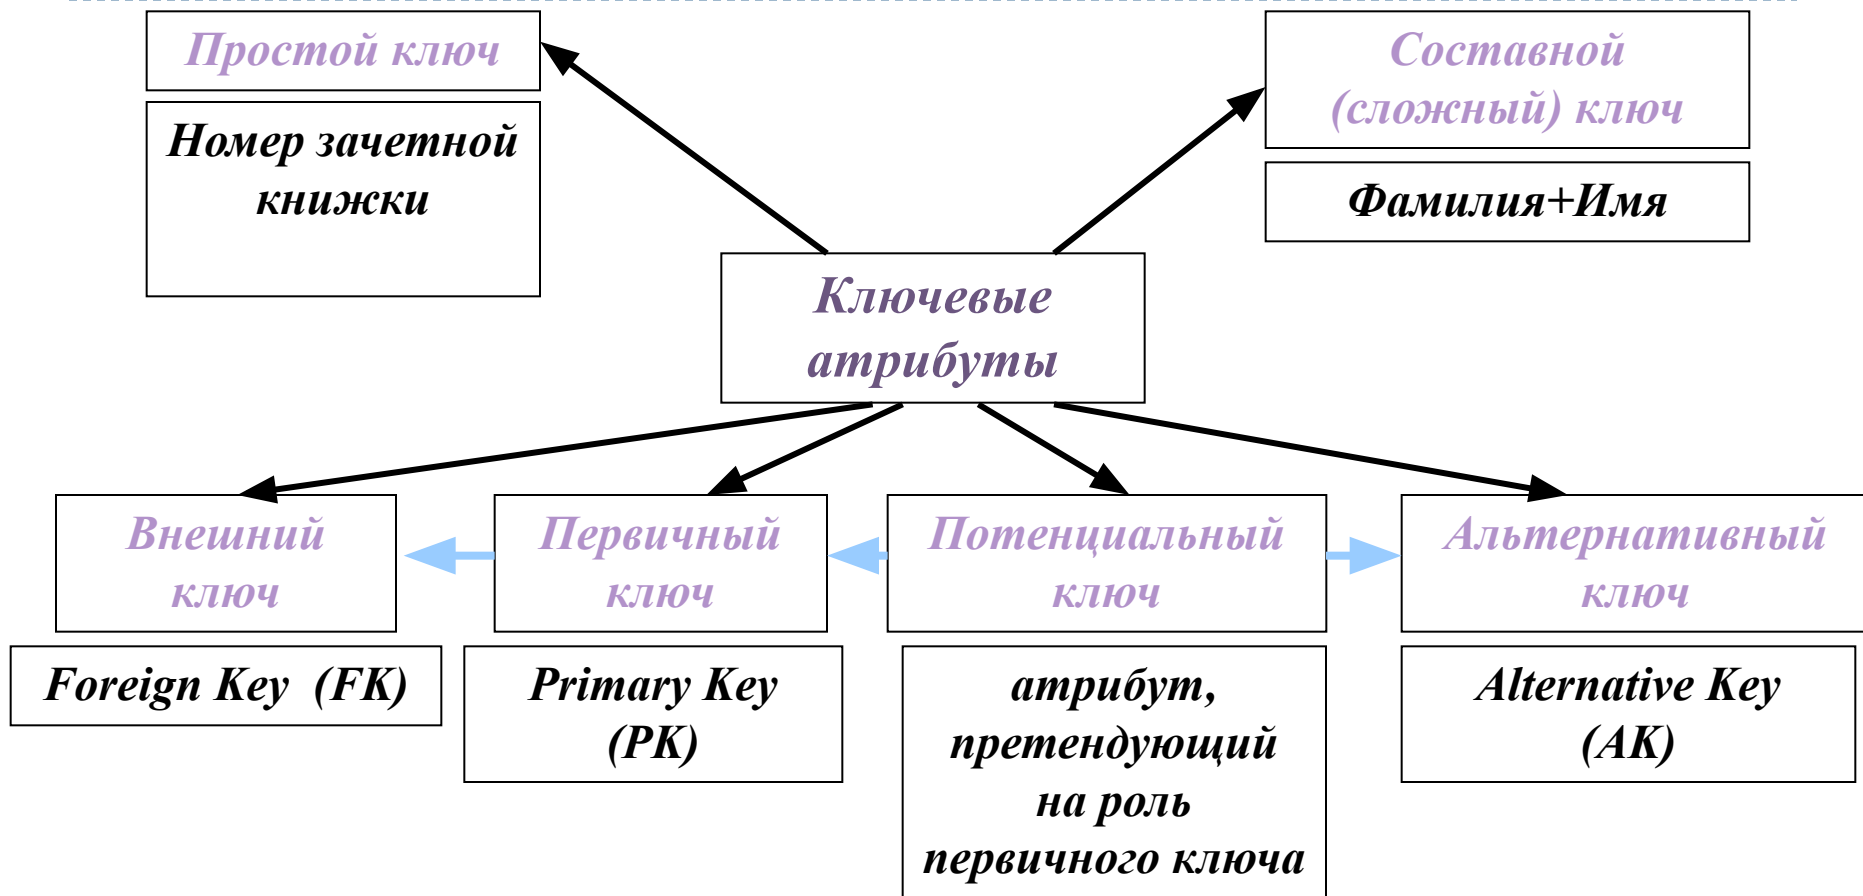 Простой ключ
Номер зачетной
книжки
Составной
(сложный) ключ
Фамилия+Имя
Ключевые
атрибуты
Внешний
ключ
Foreign Key (FK)
Первичный
ключ
Primary Key
(PK)
Потенциальный
ключ
атрибут,
претендующий
на роль
первичного ключа
Альтернативный
ключ
Alternative Key
(AK)